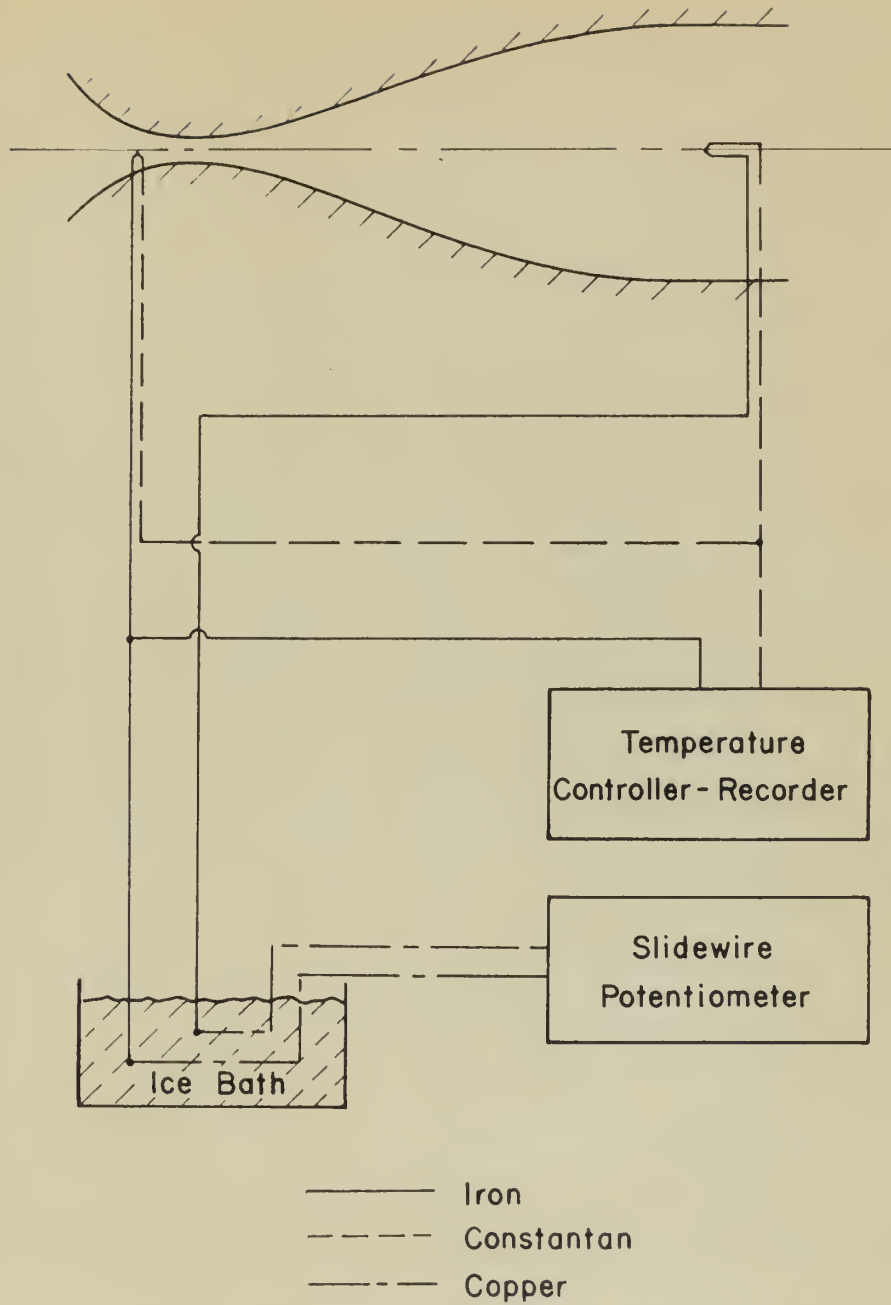 Temperature
Controller - Recorder
Slidewire
Potentiometer
Ice Bath
Iron
Constantan
Copper